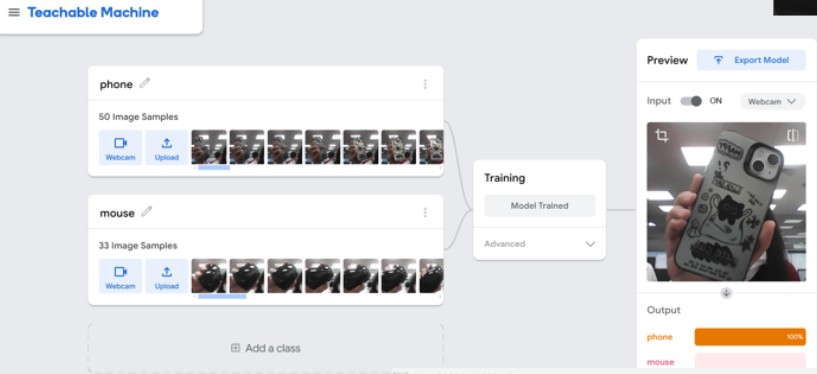 Teachable Machine
phone
50 Image Samples
Webcam
Upload
mouse
33 Image Samples
Webcam
Upload
Add a class
Training
Model Trained
Advanced
Preview
Export Model
Input
ON
Webcam
Output
phone
100%
mouse